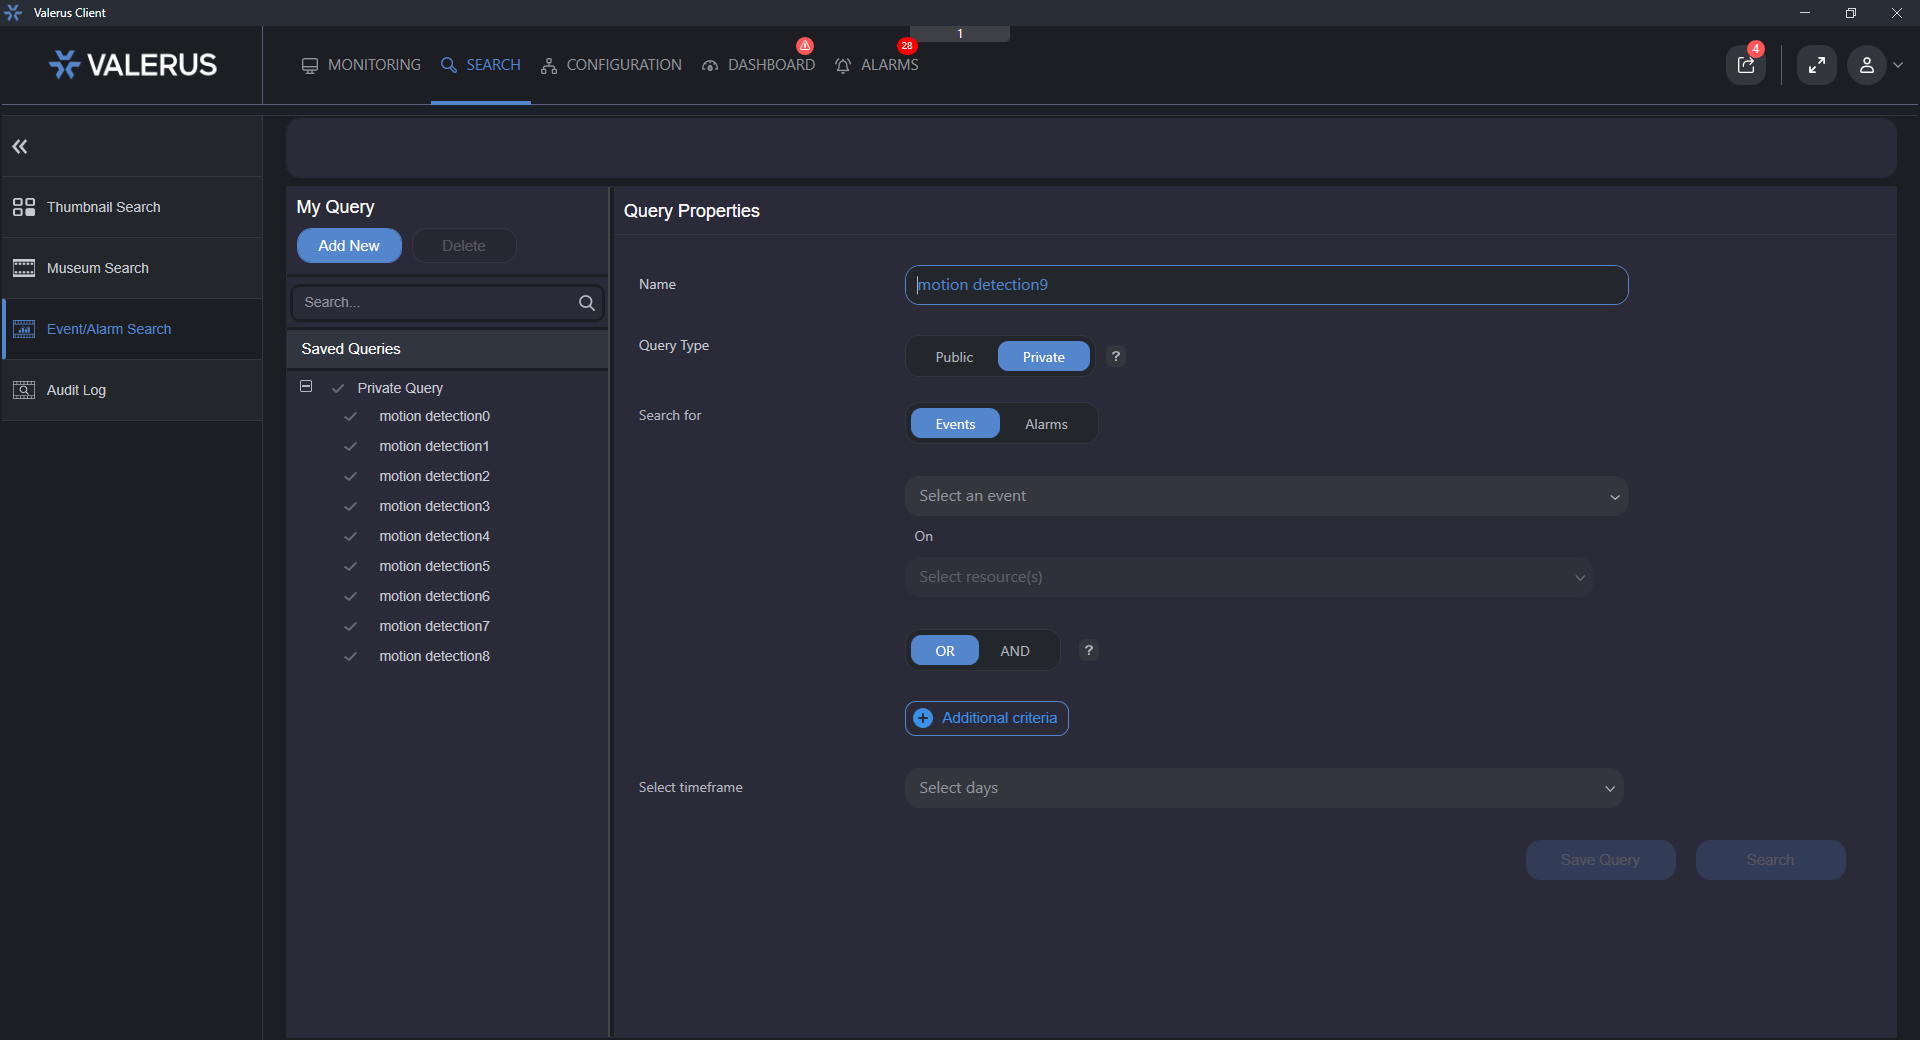 Valerus Client
1
VALERUS
MONITORING
SEARCH
CONFIGURATION
DASHBOARD
28
ALARMS
4
Thumbnail Search
Museum Search
Event/Alarm Search
Audit Log
My Query
Add New
Delete
Search...
Saved Queries
Private Query
motion detection0
motion detection1
motion detection2
motion detection3
motion detection4
motion detection5
motion detection6
motion detection7
motion detection8
Query Properties
Name
motion detection9
Query Type
Public
Private
?
Search for
Events
Alarms
Select an event
On
Select resource(s)
OR
AND
?
Additional criteria
Select timeframe
Select days
Save Query
Search